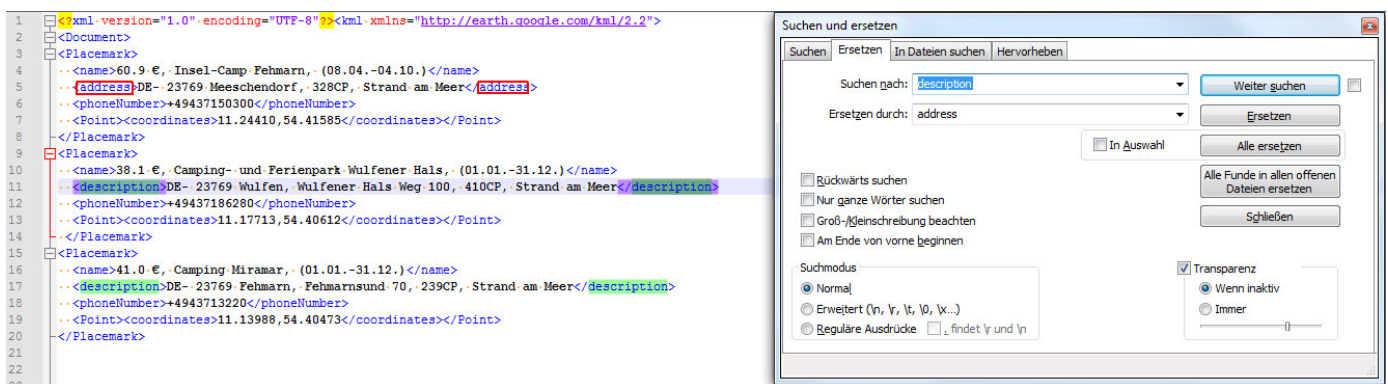 1 <?xml version="1.0" encoding="UTF-8"?><kml xmlns="http://earth.google.com/kml/2.2">
2 <Document>
3 <Placemark>
4 <name>60.9 €, Insel-Camp Fehmarn, (08.04.-04.10.)</name>
5 <address>DE- 23769 Meeschendorf, 328CP, Strand am Meer</address>
6 <phoneNumber>+49437150300</phoneNumber>
7 <Point><coordinates>11.24410,54.41585</coordinates></Point>
8 </Placemark>
9 <Placemark>
10 <name>38.1 €, Camping- und Ferienpark Wulfener Hals, (01.01.-31.12.)</name>
11 <description>DE- 23769 Wulfen, Wulfener Hals Weg 100, 410CP, Strand am Meer</description>
12 <phoneNumber>+49437186280</phoneNumber>
13 <Point><coordinates>11.17713,54.40612</coordinates></Point>
14 </Placemark>
15 <Placemark>
16 <name>41.0 €, Camping Miramar, (01.01.-31.12.)</name>
17 <description>DE- 23769 Fehmarn, Fehmarnsund 70, 239CP, Strand am Meer</description>
18 <phoneNumber>+4943713220</phoneNumber>
19 <Point><coordinates>11.13988,54.40473</coordinates></Point>
20 </Placemark>
21
22
Suchen und ersetzen
Suchen Ersetzen In Dateien suchen Hervorheben
Suchen nach: description Weiter suchen
Ersetzen durch: address Ersetzen
In Auswahl Alle ersetzen
Alle Funde in allen offenen
Dateien ersetzen
Rückwärts suchen
Nur ganze Wörter suchen
Groß-/Kleinschreibung beachten Schließen
Am Ende von vorne beginnen
Suchmodus Transparenz
Normal Wenn inaktiv
Erweitert (\n, \r, \t, \0, \x...) Immer
Reguläre Ausdrücke . findet \r und \n